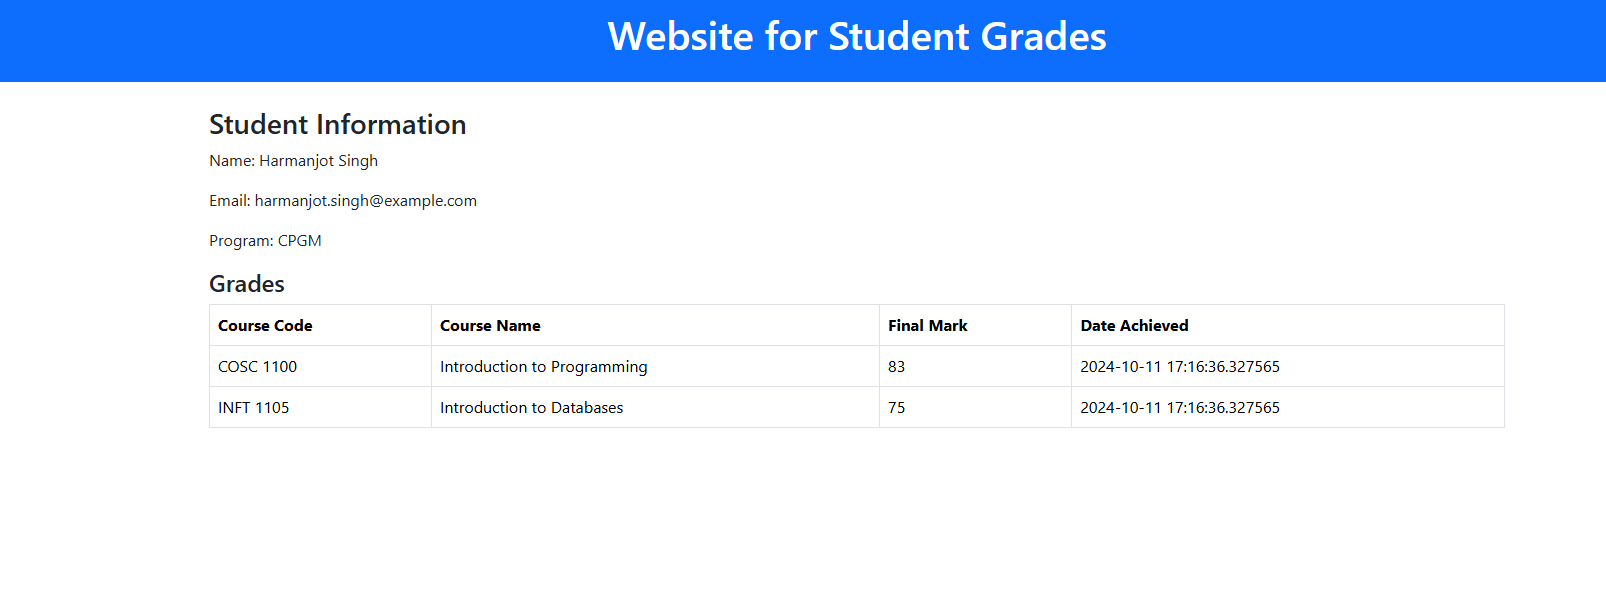 Website for Student Grades
Student Information
Name: Harmanjot Singh
Email: harmanjot.singh@example.com
Program: CPGM
Grades
Course Code Course Name Final Mark Date Achieved
COSC 1100 Introduction to Programming 83 2024-10-11 17:16:36.327565
INFT 1105 Introduction to Databases 75 2024-10-11 17:16:36.327565